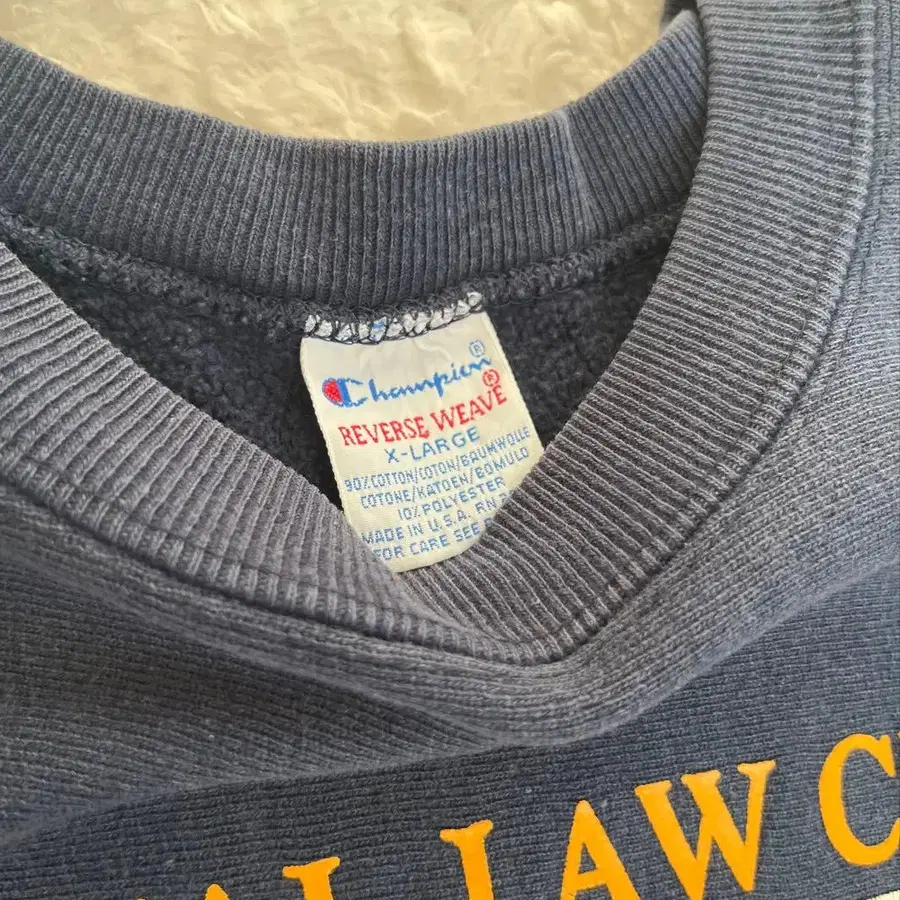 Champion®
REVERSE WEAVE®
X-LARGE
90% COTTON/COTON/BAUMWOLLE
COTONE/KATOEN/BOMULD
10% POLYESTER
MADE IN U.S.A. RN
FOR CARE SEE
LAW